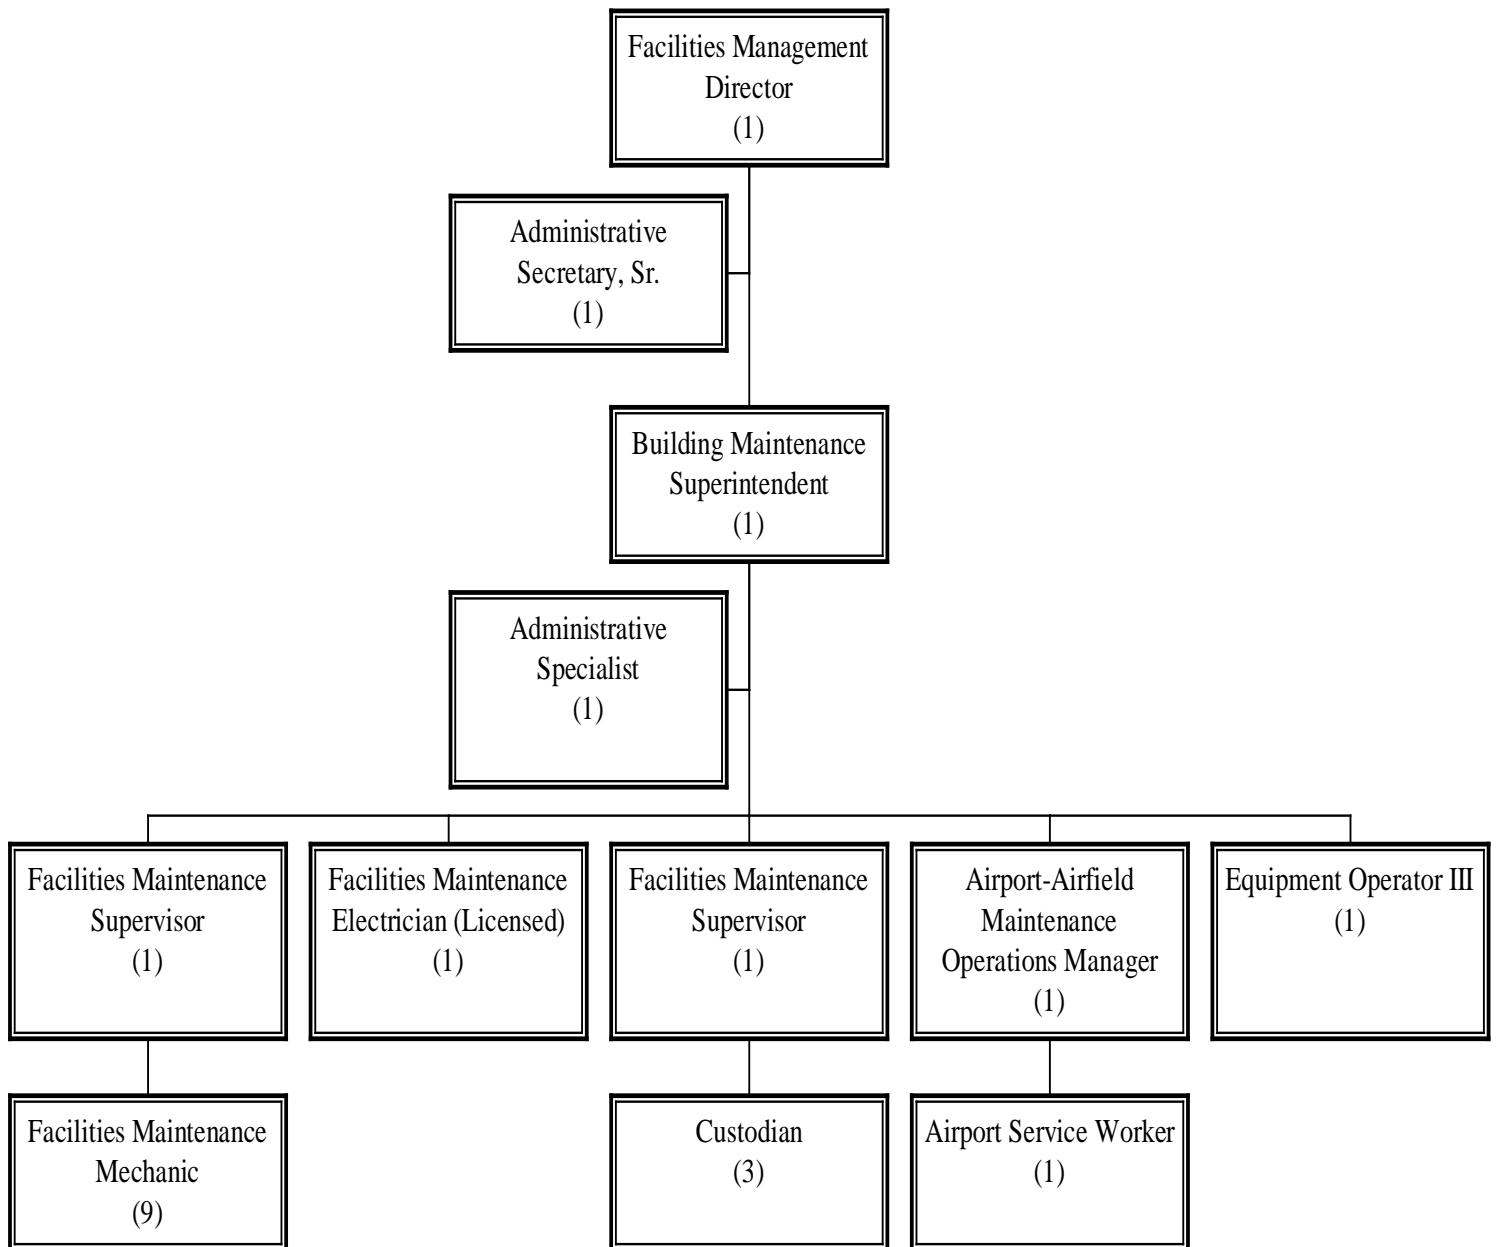 Facilities Management
Director
(1)
Administrative
Secretary, Sr.
(1)
Building Maintenance
Superintendent
(1)
Administrative
Specialist
(1)
Facilities Maintenance
Supervisor
(1)
Facilities Maintenance
Electrician (Licensed)
(1)
Facilities Maintenance
Supervisor
(1)
Airport-Airfield
Maintenance
Operations Manager
(1)
Equipment Operator III
(1)
Facilities Maintenance
Mechanic
(9)
Custodian
(3)
Airport Service Worker
(1)